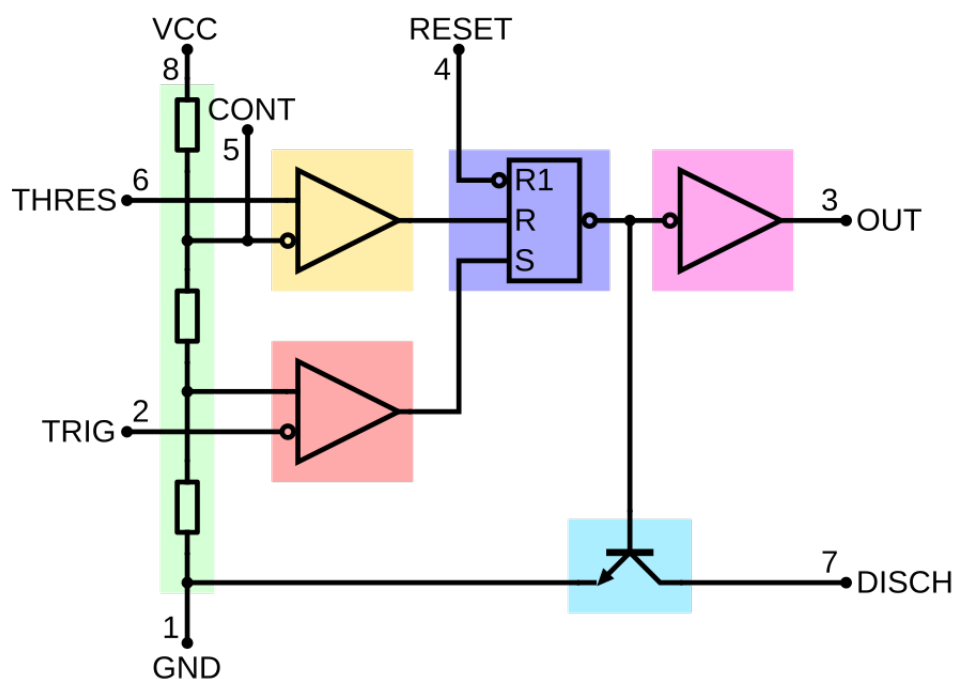 VCC
RESET
8
4
CONT
5
6
THRES
R1
R
S
3
OUT
2
TRIG
7
DISCH
1
GND